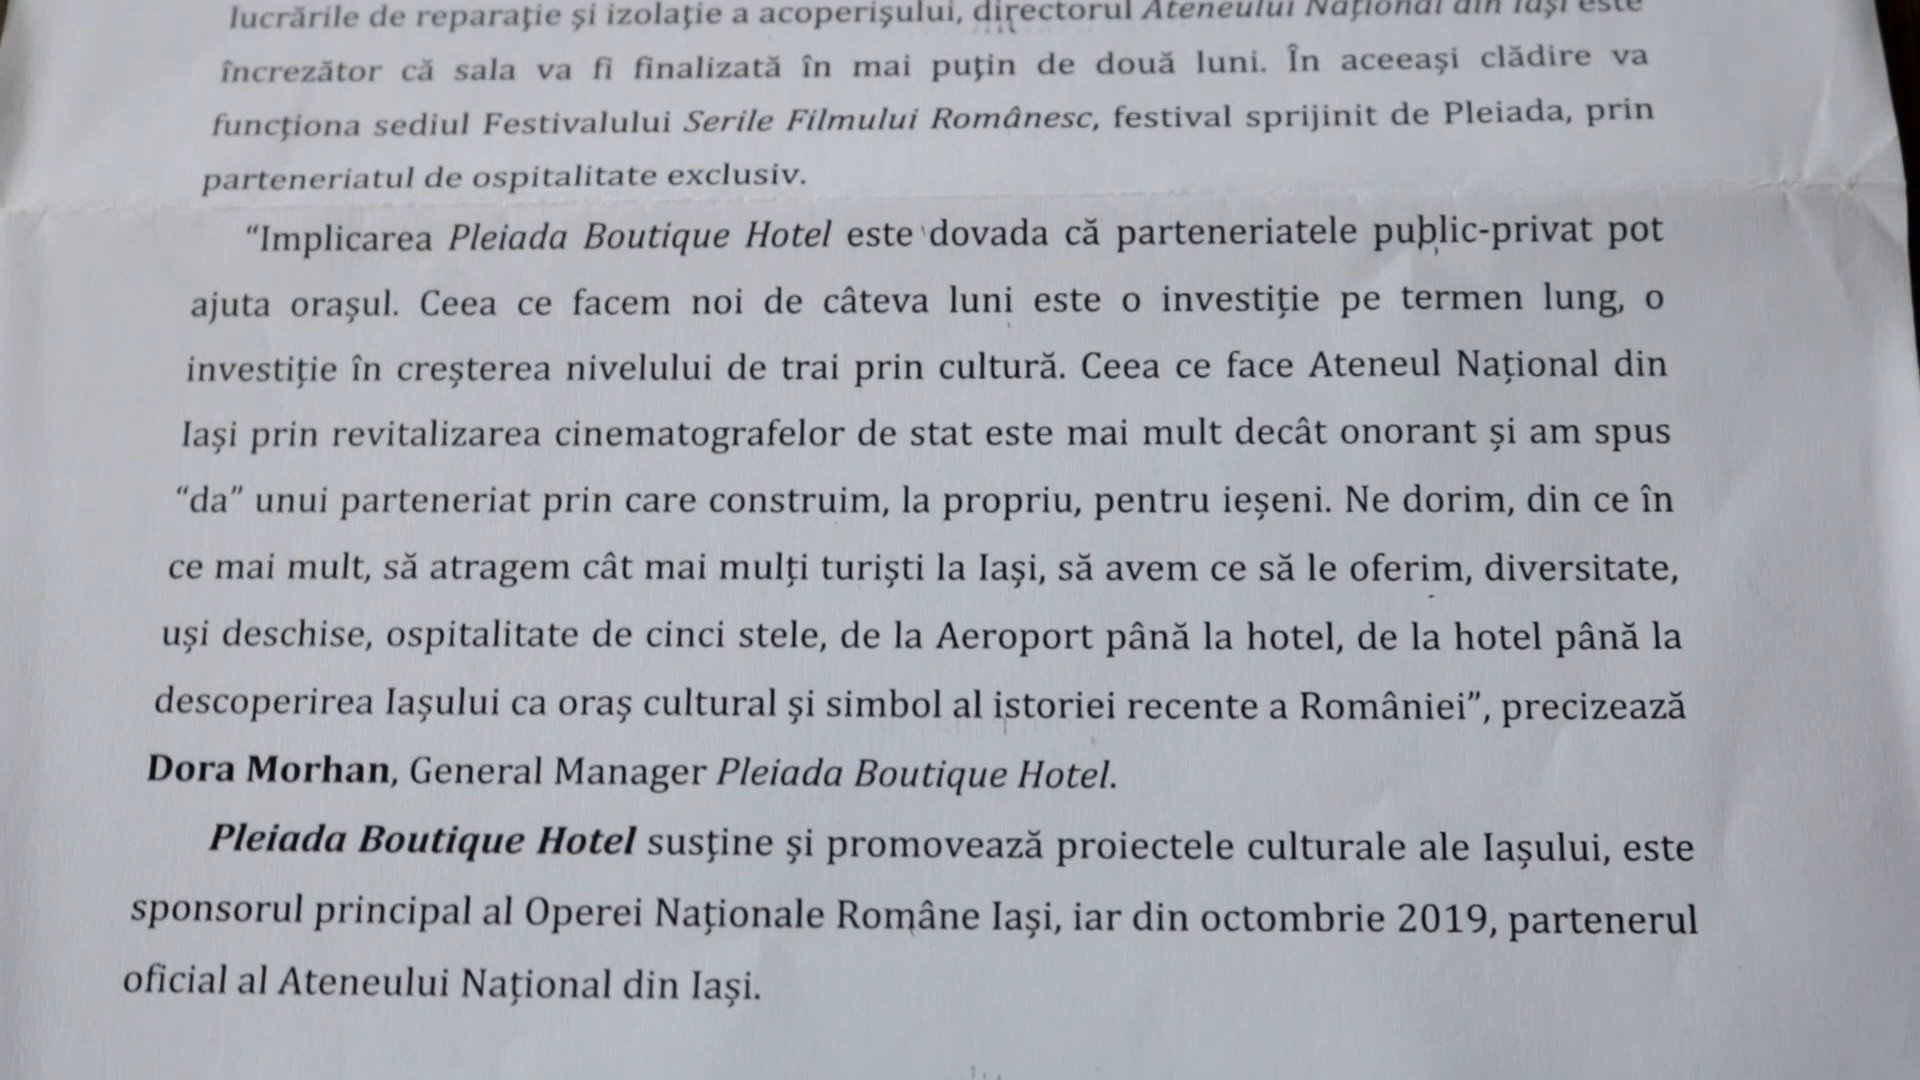 lucrările de reparaţie şi izolaţie a acoperişului, directorul Ateneului Naţional din Iaşi este
încrezător că sala va fi finalizată în mai puţin de două luni. În aceeaşi clădire va
funcţiona sediul Festivalului Serile Filmului Românesc, festival sprijinit de Pleiada, prin
parteneriatul de ospitalitate exclusiv.
“Implicarea Pleiada Boutique Hotel este dovada că parteneriatele public-privat pot
ajuta oraşul. Ceea ce facem noi de câteva luni este o investiţie pe termen lung, o
investiţie în creşterea nivelului de trai prin cultură. Ceea ce face Ateneul Naţional din
Iaşi prin revitalizarea cinematografelor de stat este mai mult decât onorant şi am spus
“da” unui parteneriat prin care construim, la propriu, pentru ieşeni. Ne dorim, din ce în
ce mai mult, să atragem cât mai mulţi turişti la Iaşi, să avem ce să le oferim, diversitate,
uşi deschise, ospitalitate de cinci stele, de la Aeroport până la hotel, de la hotel până la
descoperirea Iaşului ca oraş cultural şi simbol al istoriei recente a României”, precizează
Dora Morhan, General Manager Pleiada Boutique Hotel.
Pleiada Boutique Hotel susţine şi promovează proiectele culturale ale Iaşului, este
sponsorul principal al Operei Naţionale Române Iaşi, iar din octombrie 2019, partenerul
oficial al Ateneului Naţional din Iaşi.